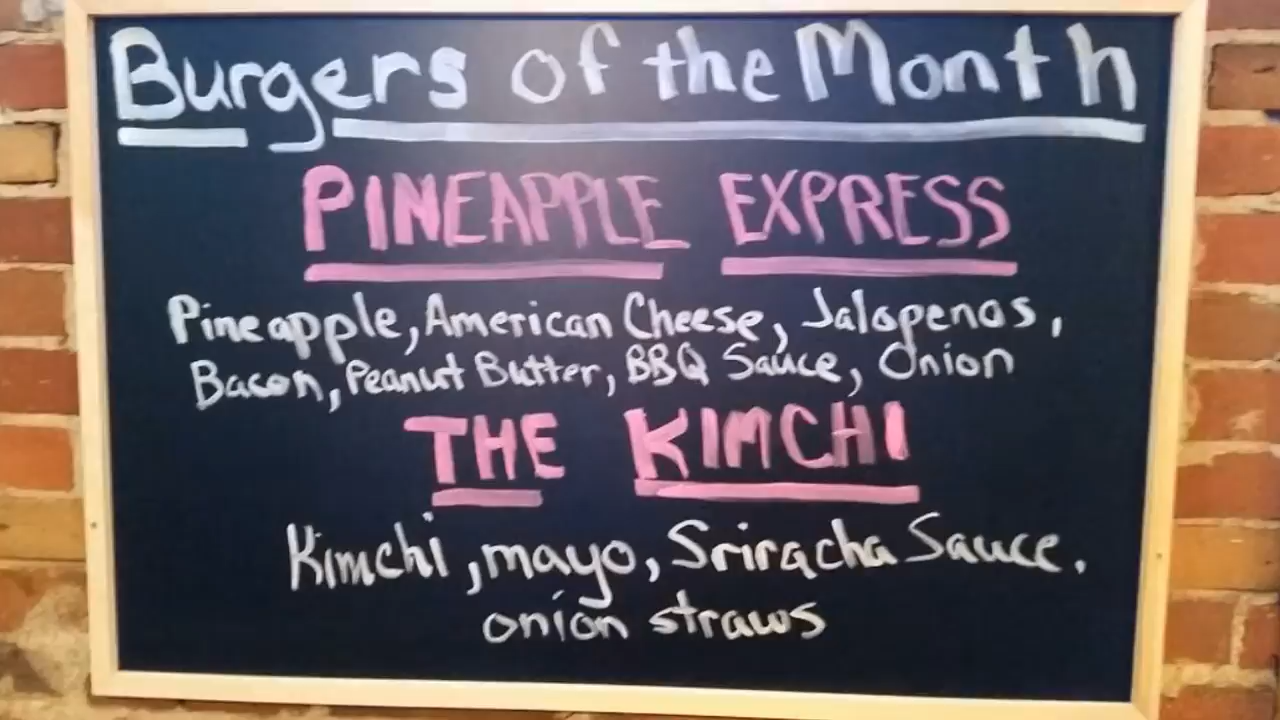 Burgers of the Month
PINEAPPLE EXPRESS
Pineapple, American Cheese, Jalapenos,
Bacon, Peanut Butter, BBQ Sauce, Onion
THE KIMCHI
Kimchi, mayo, Sriracha Sauce.
onion straws